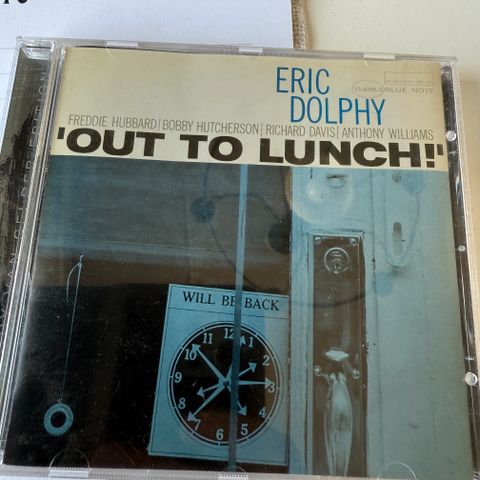 ERIC
DOLPHY
84163 BLUE NOTE
FREDDIE HUBBARD|BOBBY HUTCHERSON|RICHARD DAVIS|ANTHONY WILLIAMS
'OUT TO LUNCH!'
WILL BE BACK
12
1
2
3
4
5
6
7
8
9
10
11